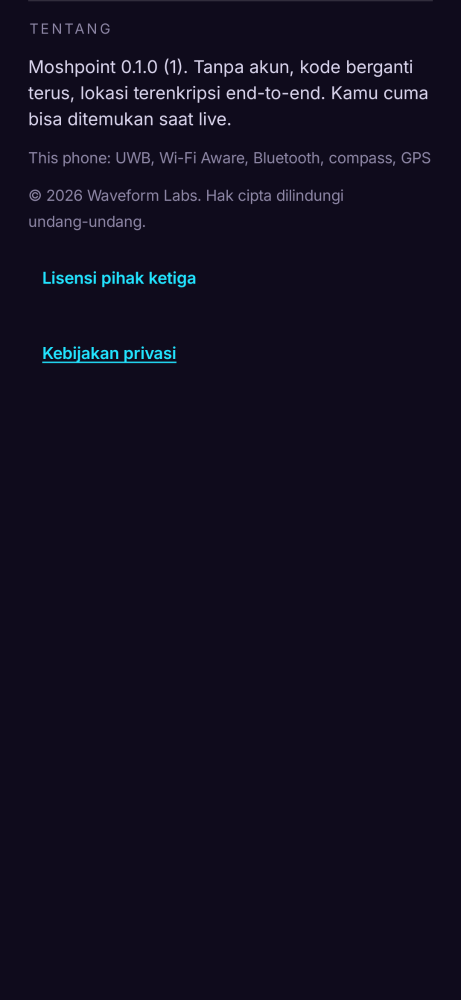 TENTANG
Moshpoint 0.1.0 (1). Tanpa akun, kode berganti
terus, lokasi terenkripsi end-to-end. Kamu cuma
bisa ditemukan saat live.
This phone: UWB, Wi-Fi Aware, Bluetooth, compass, GPS
© 2026 Waveform Labs. Hak cipta dilindungi
undang-undang.
Lisensi pihak ketiga
Kebijakan privasi